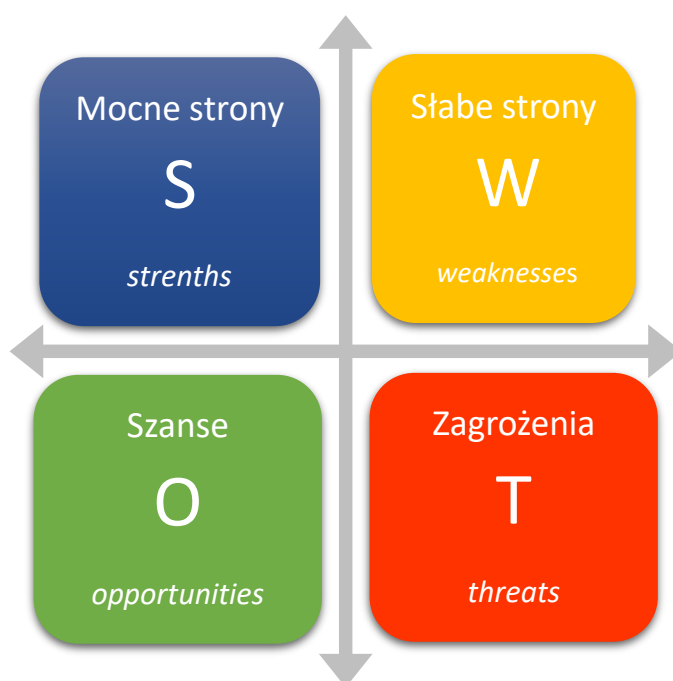 Mocne strony
S
strenths
Słabe strony
W
weaknesses
Szanse
O
opportunities
Zagrożenia
T
threats